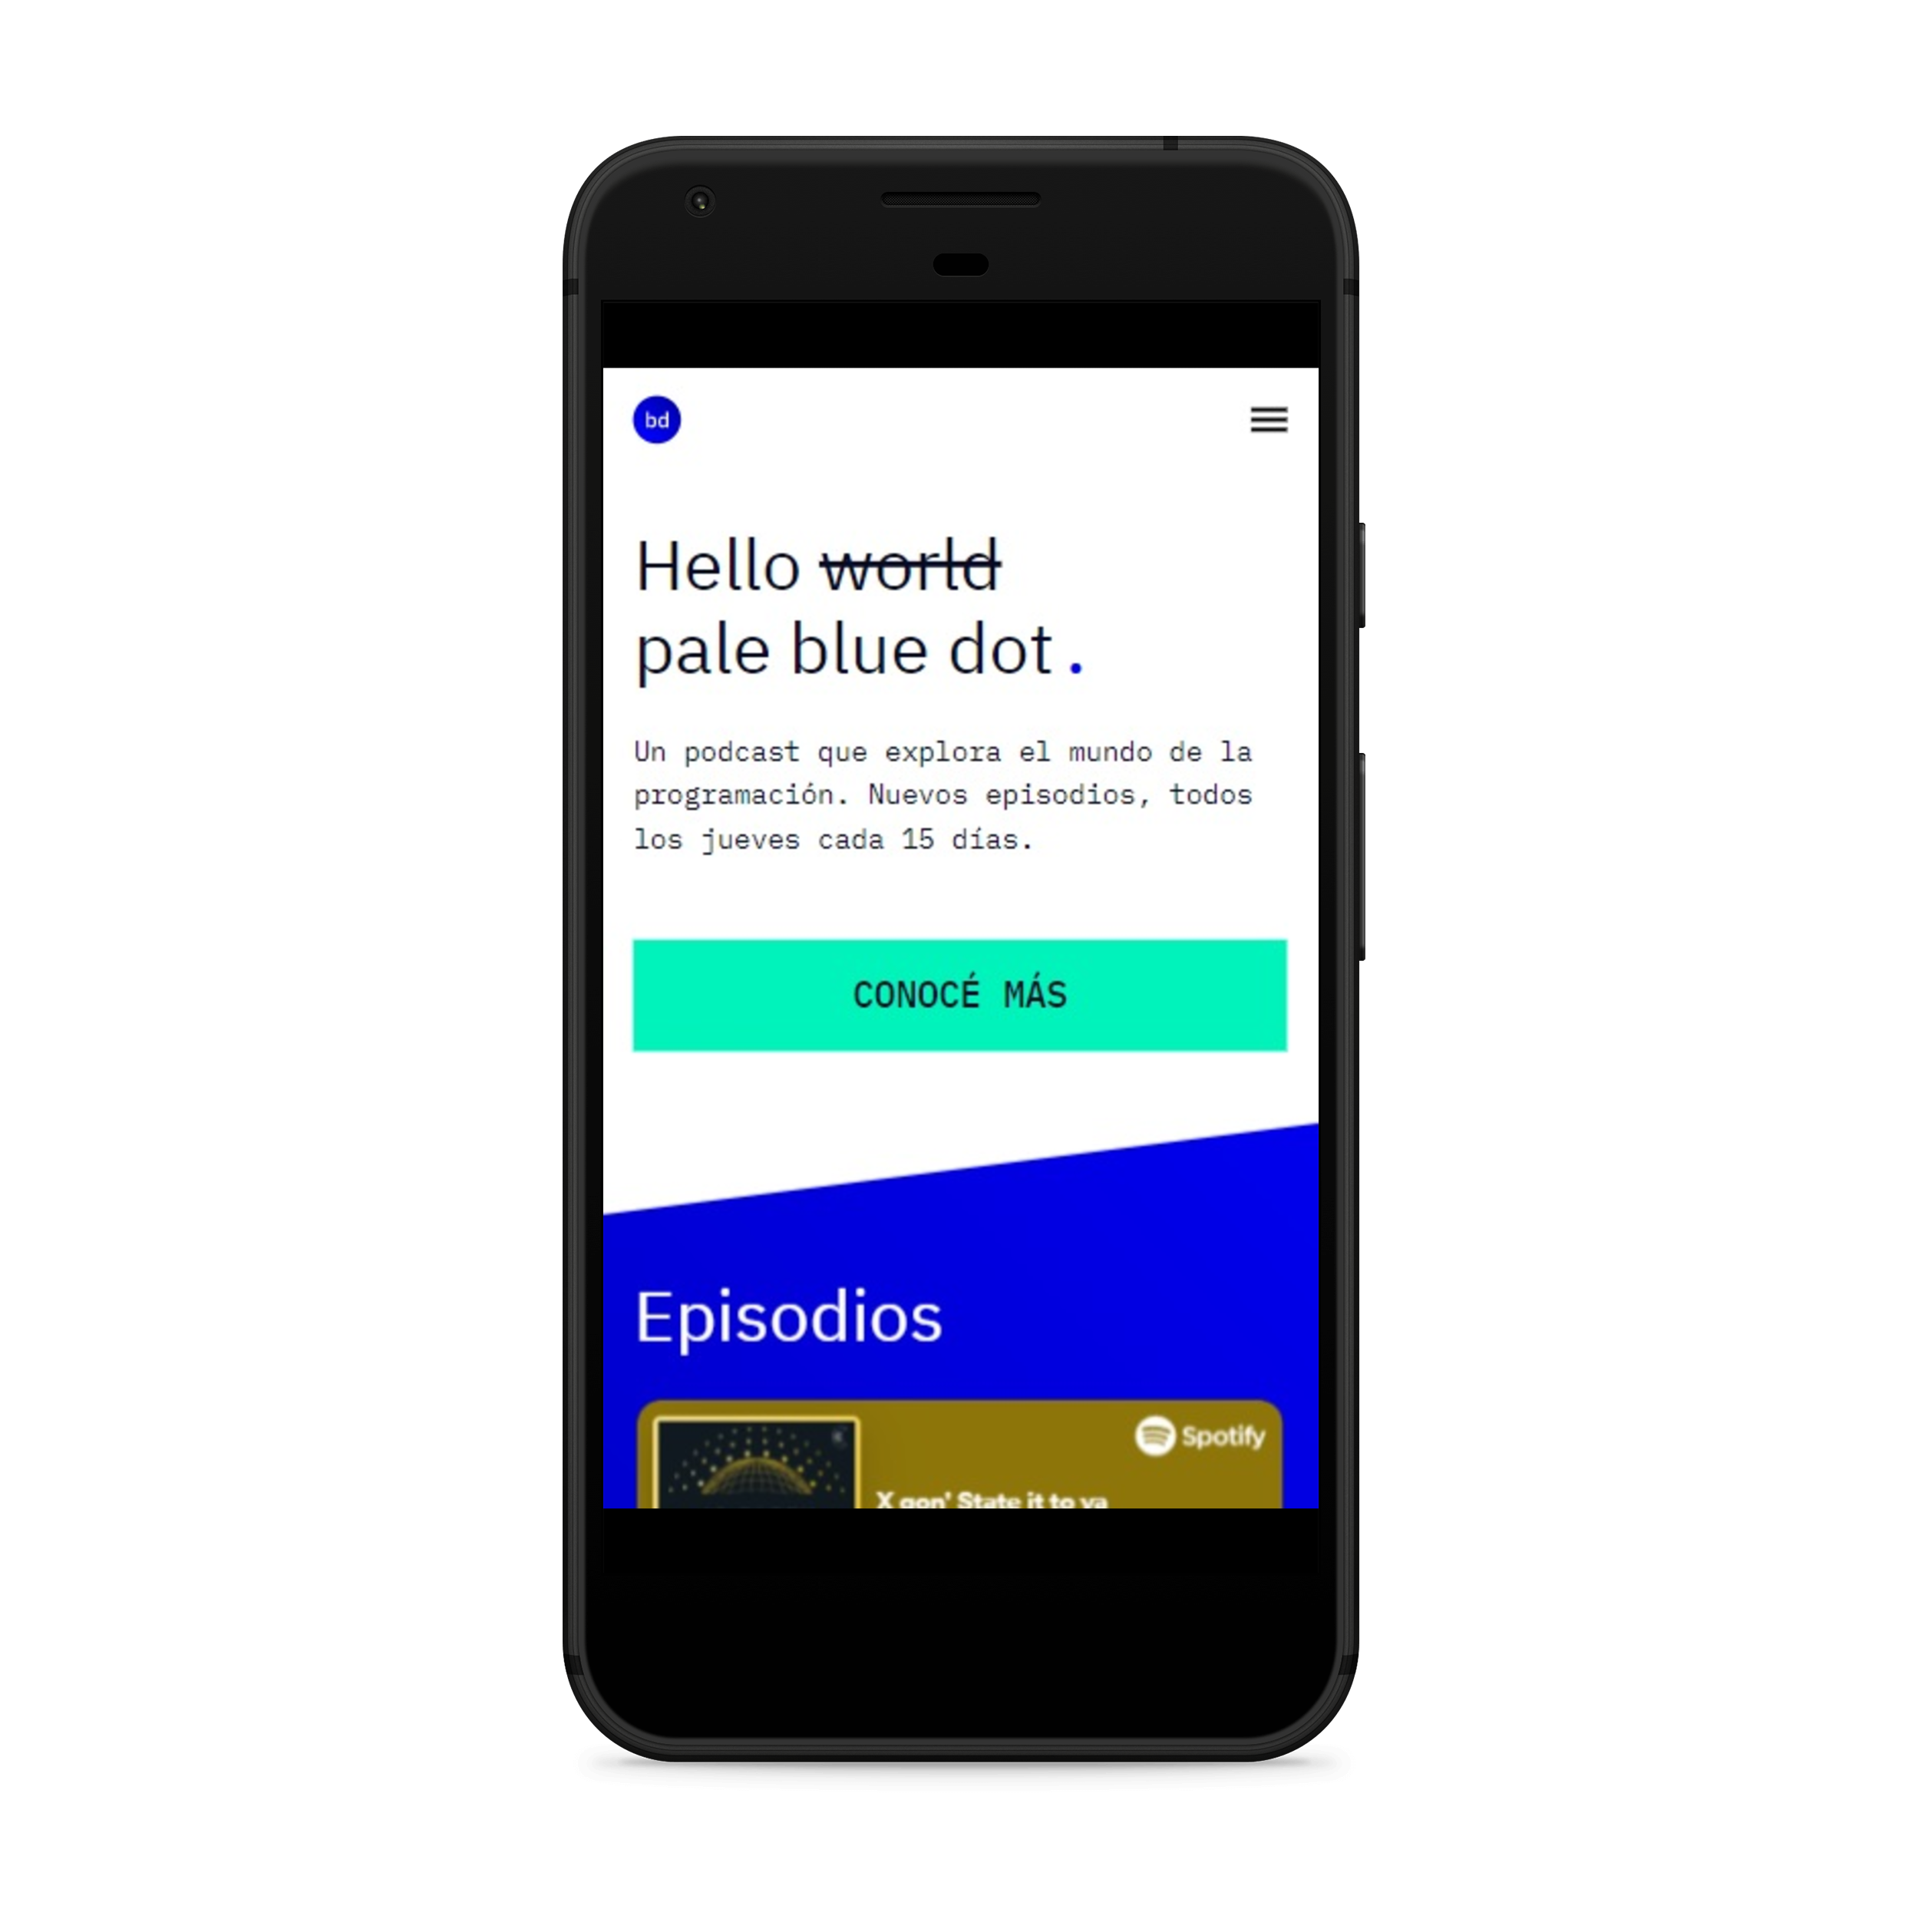 bd
Hello world
pale blue dot.
Un podcast que explora el mundo de la
programación. Nuevos episodios, todos
los jueves cada 15 días.
CONOCÉ MÁS
Episodios
Spotify
X gon' State it to ya